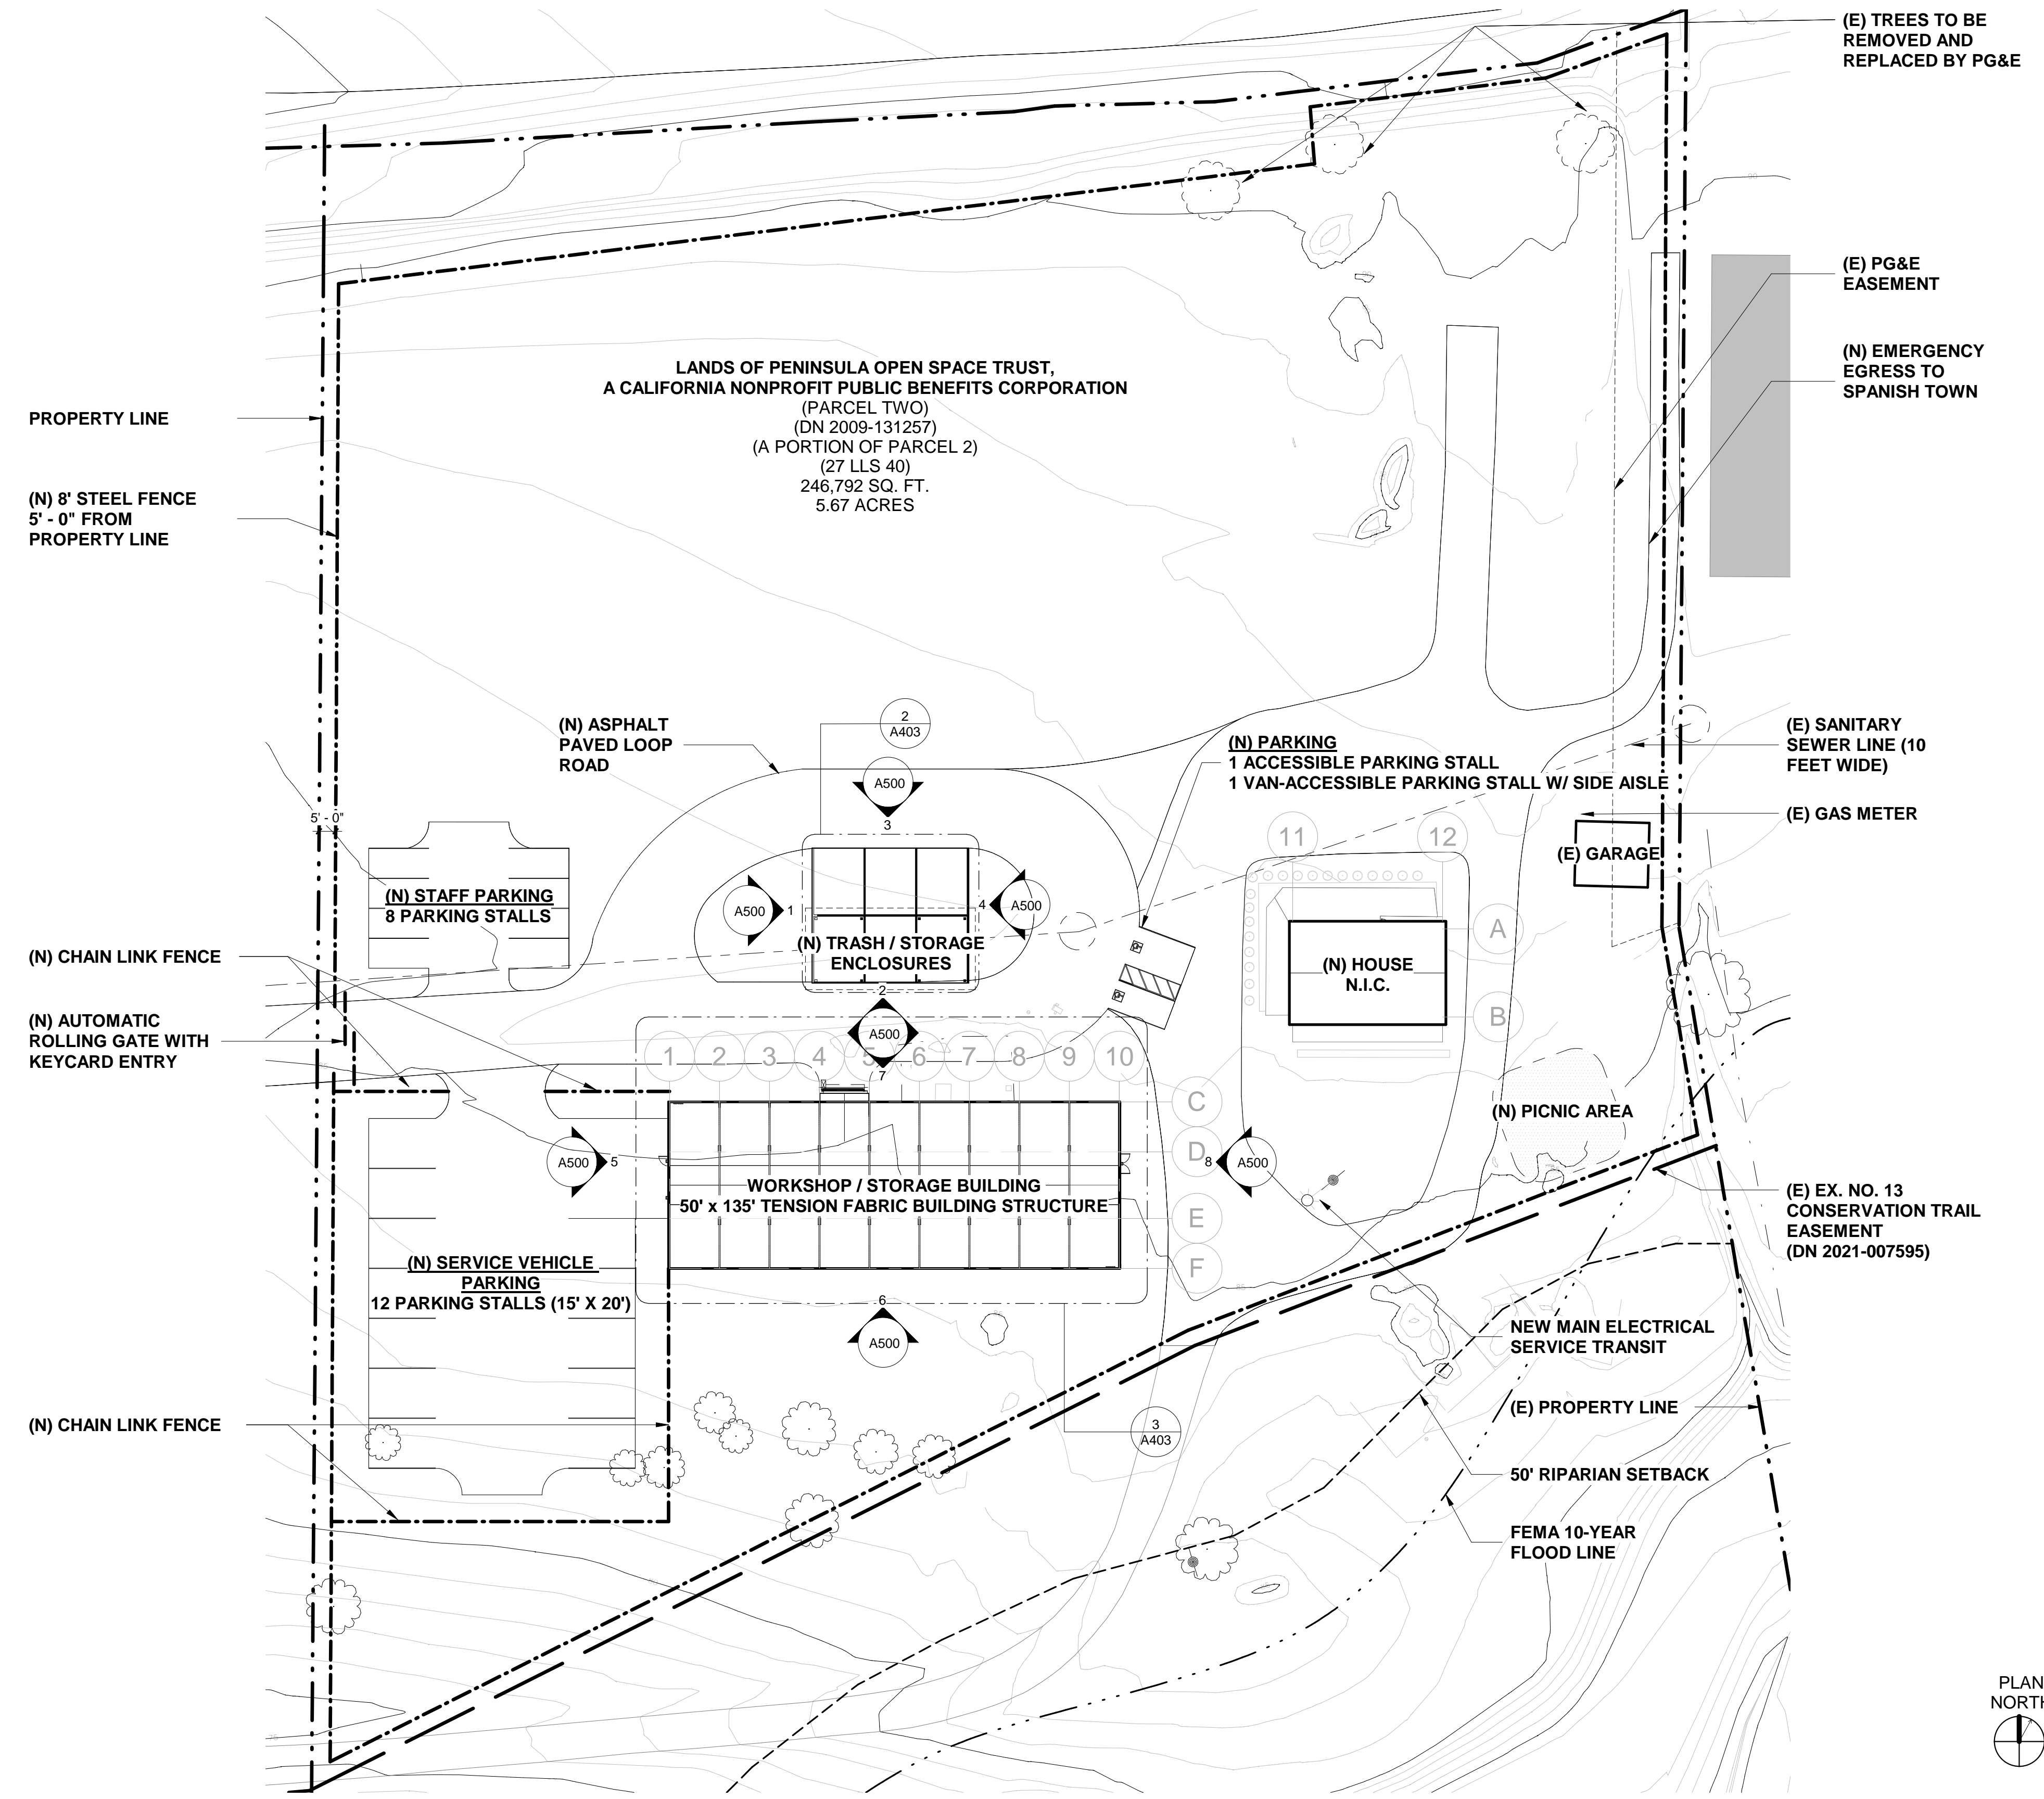 (E) TREES TO BE
REMOVED AND
REPLACED BY PG&E
(E) PG&E
EASEMENT
(N) EMERGENCY
EGRESS TO
SPANISH TOWN
LANDS OF PENINSULA OPEN SPACE TRUST,
A CALIFORNIA NONPROFIT PUBLIC BENEFITS CORPORATION
(PARCEL TWO)
(DN 2009-131257)
(A PORTION OF PARCEL 2)
(27 LLS 40)
246,792 SQ. FT.
5.67 ACRES
PROPERTY LINE
(N) 8' STEEL FENCE
5' - 0" FROM
PROPERTY LINE
(N) ASPHALT
PAVED LOOP
ROAD
2
A403
(N) PARKING
1 ACCESSIBLE PARKING STALL
1 VAN-ACCESSIBLE PARKING STALL W/ SIDE AISLE
(E) SANITARY
SEWER LINE (10
FEET WIDE)
(E) GAS METER
5' - 0"
A500
3
11
12
(E) GARAGE
(N) STAFF PARKING
8 PARKING STALLS
A500
1
4
A500
(N) TRASH / STORAGE
ENCLOSURES
2
A
(N) HOUSE
N.I.C.
B
(N) CHAIN LINK FENCE
(N) AUTOMATIC
ROLLING GATE WITH
KEYCARD ENTRY
A500
7
1
2
3
4
5
6
7
8
9
10
C
D
E
F
(N) PICNIC AREA
A500
5
8
A500
WORKSHOP / STORAGE BUILDING
50' x 135' TENSION FABRIC BUILDING STRUCTURE
(E) EX. NO. 13
CONSERVATION TRAIL
EASEMENT
(DN 2021-007595)
(N) SERVICE VEHICLE
PARKING
12 PARKING STALLS (15' X 20')
6
A500
NEW MAIN ELECTRICAL
SERVICE TRANSIT
(N) CHAIN LINK FENCE
3
A403
(E) PROPERTY LINE
50' RIPARIAN SETBACK
FEMA 10-YEAR
FLOOD LINE
PLAN
NORTH